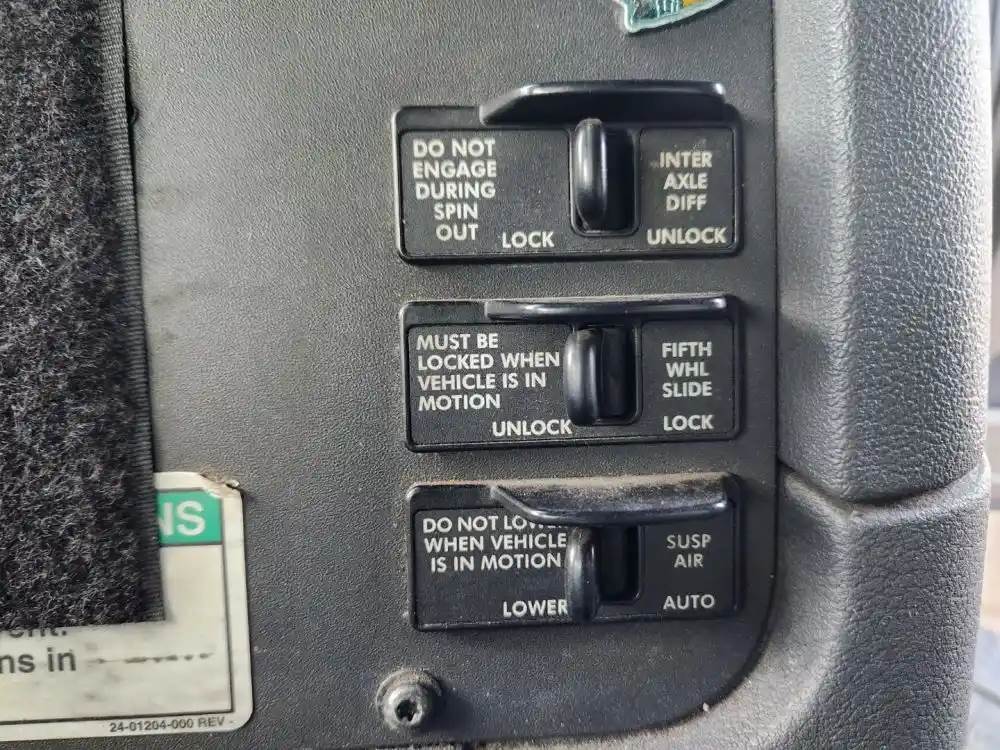 DO NOT
ENGAGE
DURING
SPIN
OUT
LOCK
INTER
AXLE
DIFF
UNLOCK
MUST BE
LOCKED WHEN
VEHICLE IS IN
MOTION
UNLOCK
FIFTH
WHL
SLIDE
LOCK
DO NOT
WHEN VEHICLE
IS IN MOTION
LOWER
SUSP
AIR
AUTO
NS
ns in
24-01204-000 REV -